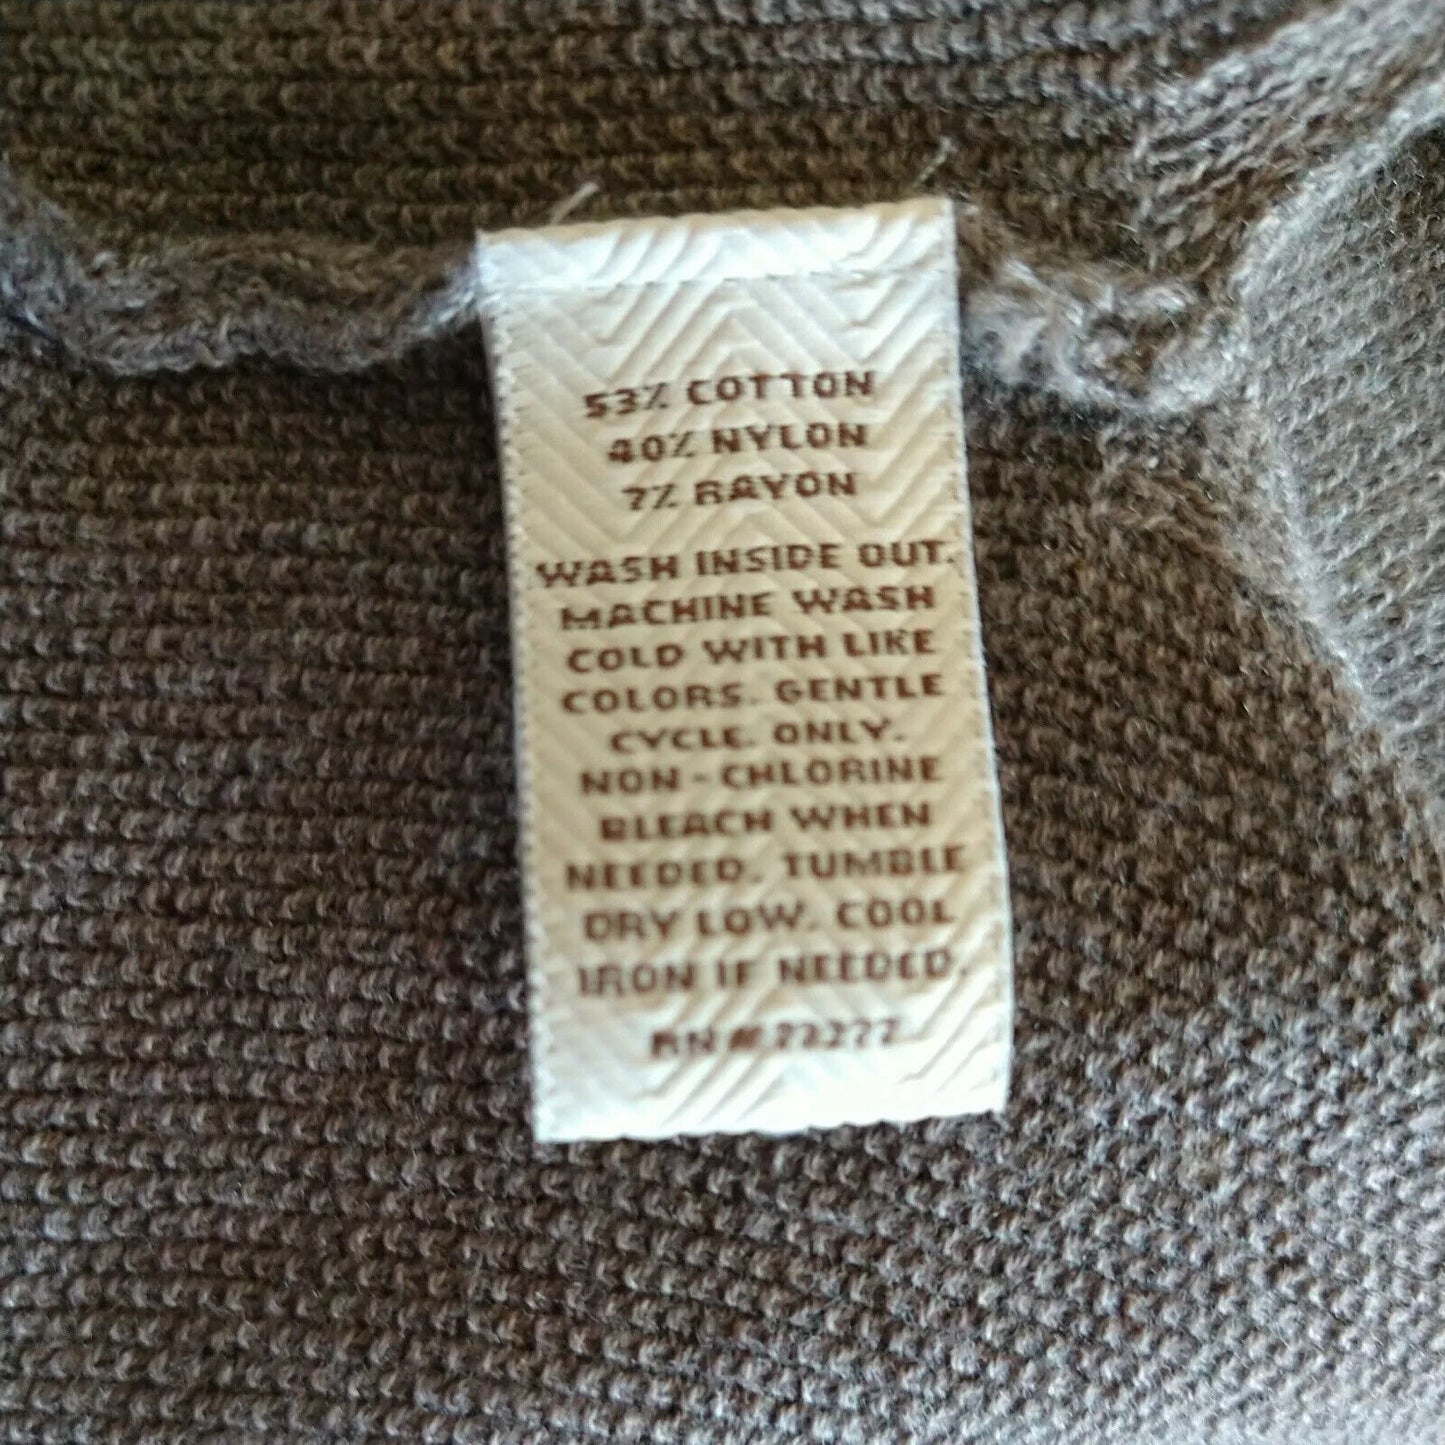 53% COTTON
40% NYLON
7% RAYON
WASH INSIDE OUT.
MACHINE WASH
COLD WITH LIKE
COLORS. GENTLE
CYCLE. ONLY.
NON-CHLORINE
BLEACH WHEN
NEEDED. TUMBLE
DRY LOW. COOL
IRON IF NEEDED.
RN #